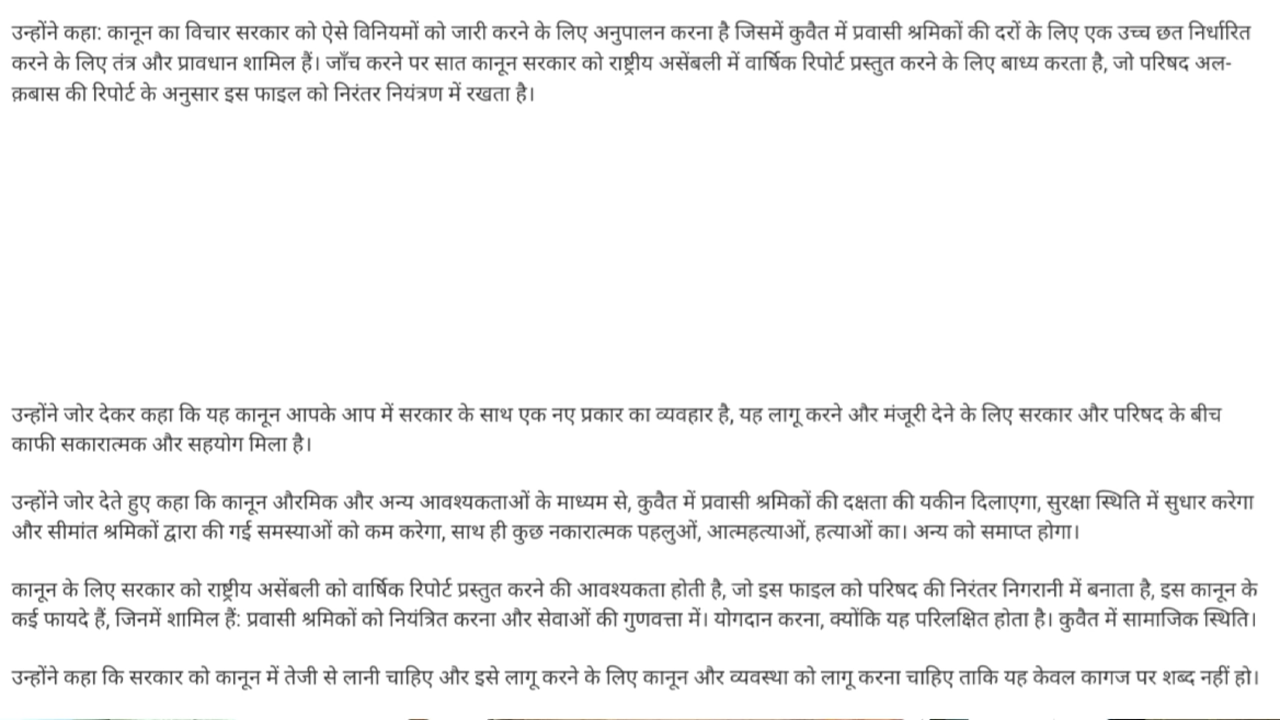 उन्होंने कहा: कानून का विचार सरकार को ऐसे विनियमों को जारी करने के लिए अनुपालन करना है जिसमें कुवैत में प्रवासी श्रमिकों की दरों के लिए एक उच्च छत निर्धारित
करने के लिए तंत्र और प्रावधान शामिल हैं। जाँच करने पर सात कानून सरकार को राष्ट्रीय असेंबली में वार्षिक रिपोर्ट प्रस्तुत करने के लिए बाध्य करता है, जो परिषद अल-
क़बास की रिपोर्ट के अनुसार इस फाइल को निरंतर नियंत्रण में रखता है।
उन्होंने जोर देकर कहा कि यह कानून आपके आप में सरकार के साथ एक नए प्रकार का व्यवहार है, यह लागू करने और मंजूरी देने के लिए सरकार और परिषद के बीच
काफी सकारात्मक और सहयोग मिला है।
उन्होंने जोर देते हुए कहा कि कानून औरमिक और अन्य आवश्यकताओं के माध्यम से, कुवैत में प्रवासी श्रमिकों की दक्षता की यकीन दिलाएगा, सुरक्षा स्थिति में सुधार करेगा
और सीमांत श्रमिकों द्वारा की गई समस्याओं को कम करेगा, साथ ही कुछ नकारात्मक पहलुओं, आत्महत्याओं, हत्याओं का। अन्य को समाप्त होगा।
कानून के लिए सरकार को राष्ट्रीय असेंबली को वार्षिक रिपोर्ट प्रस्तुत करने की आवश्यकता होती है, जो इस फाइल को परिषद की निरंतर निगरानी में बनाता है, इस कानून के
कई फायदे हैं, जिनमें शामिल हैं: प्रवासी श्रमिकों को नियंत्रित करना और सेवाओं की गुणवत्ता में। योगदान करना, क्योंकि यह परिलक्षित होता है। कुवैत में सामाजिक स्थिति।
उन्होंने कहा कि सरकार को कानून में तेजी से लानी चाहिए और इसे लागू करने के लिए कानून और व्यवस्था को लागू करना चाहिए ताकि यह केवल कागज पर शब्द नहीं हो।